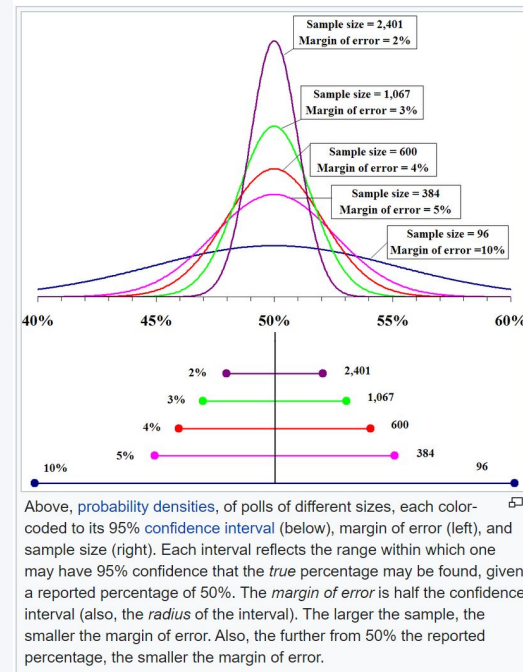 Sample size = 2,401
Margin of error = 2%
Sample size = 1,067
Margin of error = 3%
Sample size = 600
Margin of error = 4%
Sample size = 384
Margin of error = 5%
Sample size = 96
Margin of error =10%
40% 45% 50% 55% 60%
2% 2,401
3% 1,067
4% 600
5% 384
10% 96
Above, probability densities, of polls of different sizes, each color-
coded to its 95% confidence interval (below), margin of error (left), and
sample size (right). Each interval reflects the range within which one
may have 95% confidence that the true percentage may be found, given
a reported percentage of 50%. The margin of error is half the confidence
interval (also, the radius of the interval). The larger the sample, the
smaller the margin of error. Also, the further from 50% the reported
percentage, the smaller the margin of error.